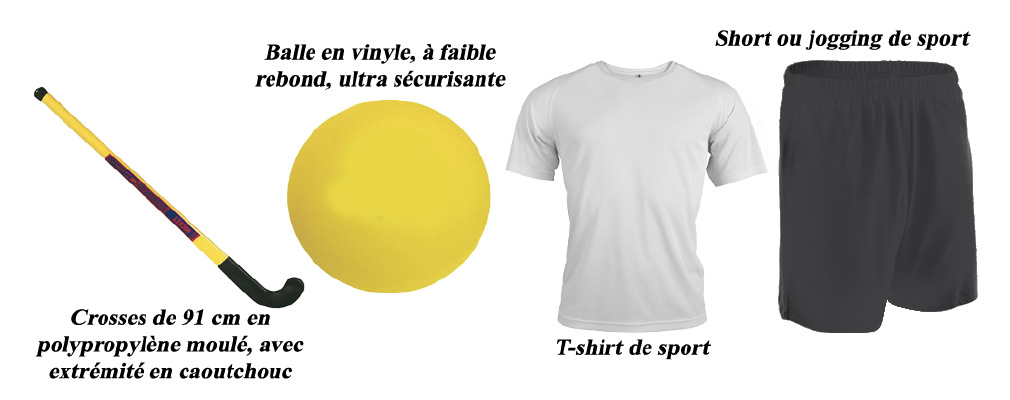 Balle en vinyle, à faible
rebond, ultra sécurisante
Short ou jogging de sport
Crosses de 91 cm en
polypropylène moulé, avec
extrémité en caoutchouc
T-shirt de sport